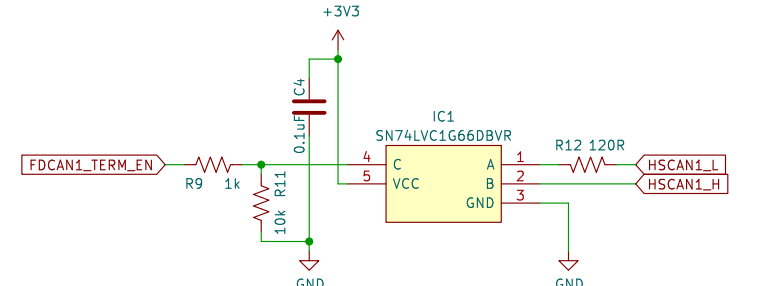 +3V3
C4
0.1uF
IC1
SN74LVC1G66DBVR
R12 120R
FDCAN1_TERM_EN
4
C
A
1
HSCAN1_L
R9
1k
5
VCC
B
2
HSCAN1_H
R11
10k
GND
3
GND
GND